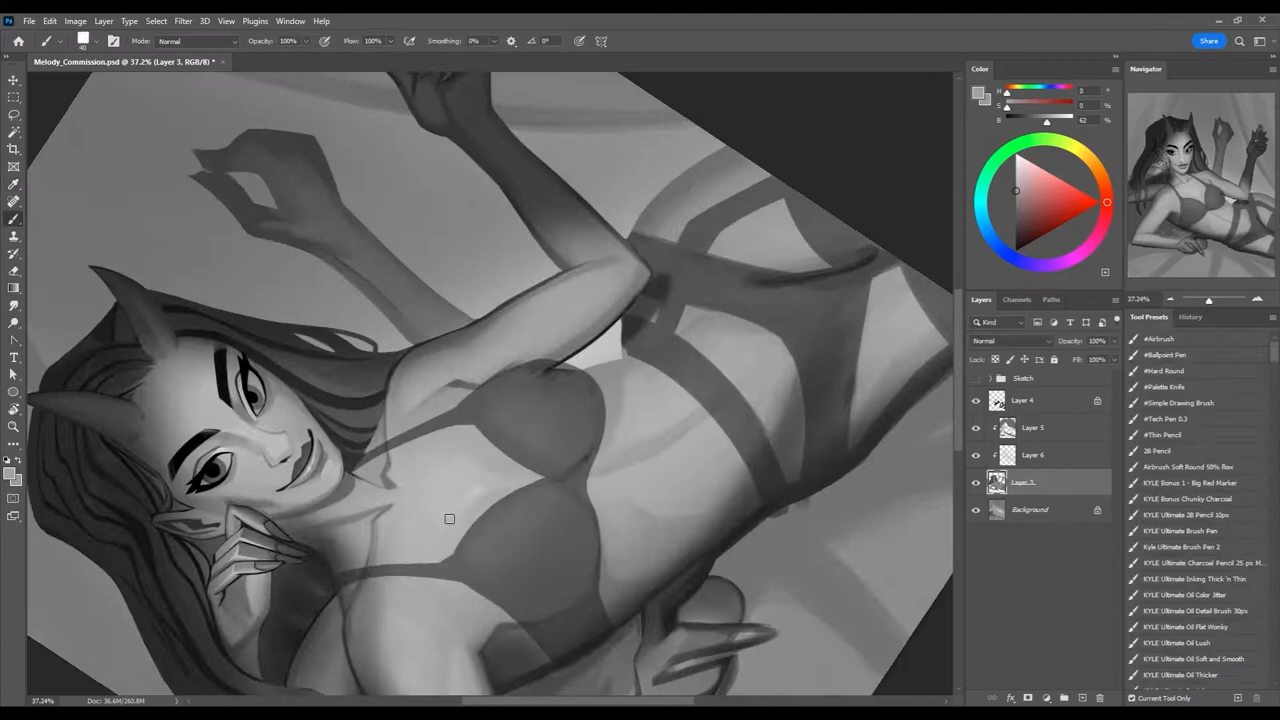 Ps File Edit Image Layer Type Select Filter 3D View Plugins Window Help
40 Mode: Normal Opacity: 100% Flow: 100% Smoothing: 0% 0° Share
Melody_Commission.psd @ 37.2% (Layer 3, RGB/8) *
Color
H 0 °
S 0 %
B 62 %
Navigator
37.24%
Layers Channels Paths
Kind
Normal Opacity: 100%
Lock: Fill: 100%
Sketch
Layer 4
Layer 5
Layer 6
Layer 3
Background
Tool Presets History
#Airbrush
#Ballpoint Pen
#Hard Round
#Palette Knife
#Simple Drawing Brush
#Tech Pen 0.3
#Thin Pencil
2B Pencil
Airbrush Soft Round 50% flow
KYLE Bonus 1 - Big Red Marker
KYLE Bonus Chunky Charcoal
KYLE Ultimate 2B Pencil 10px
KYLE Ultimate Brush Pen
Kyle Ultimate Brush Pen 2
KYLE Ultimate Charcoal Pencil 25 px M...
KYLE Ultimate Inking Thick 'n Thin
KYLE Ultimate Oil Color Jitter
KYLE Ultimate Oil Detail Brush 30px
KYLE Ultimate Oil Flat Wonky
KYLE Ultimate Oil Lush
KYLE Ultimate Oil Soft and Smooth
KYLE Ultimate Oil Thicker
Current Tool Only
37.24% Doc: 36.6M/260.8M